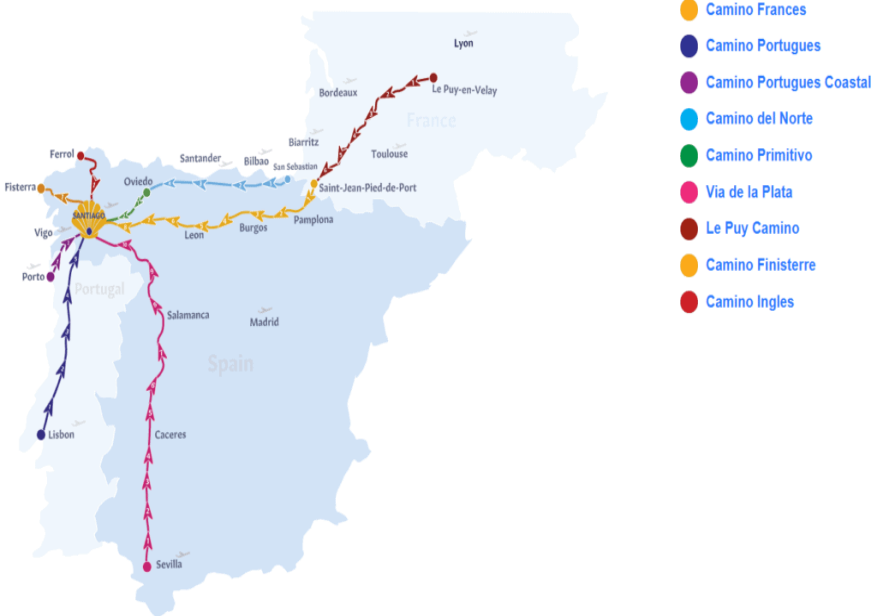 Camino Frances
Camino Portugues
Camino Portugues Coastal
Camino del Norte
Camino Primitivo
Via de la Plata
Le Puy Camino
Camino Finisterre
Camino Ingles
Lyon
Le Puy-en-Velay
Bordeaux
France
Biarritz
Toulouse
Ferrol
Santander
Bilbao
San Sebastian
Oviedo
Fisterra
Saint-Jean-Pied-de-Port
SANTIAGO
Pamplona
Vigo
Leon
Burgos
Porto
Portugal
Salamanca
Madrid
Spain
Lisbon
Caceres
Sevilla